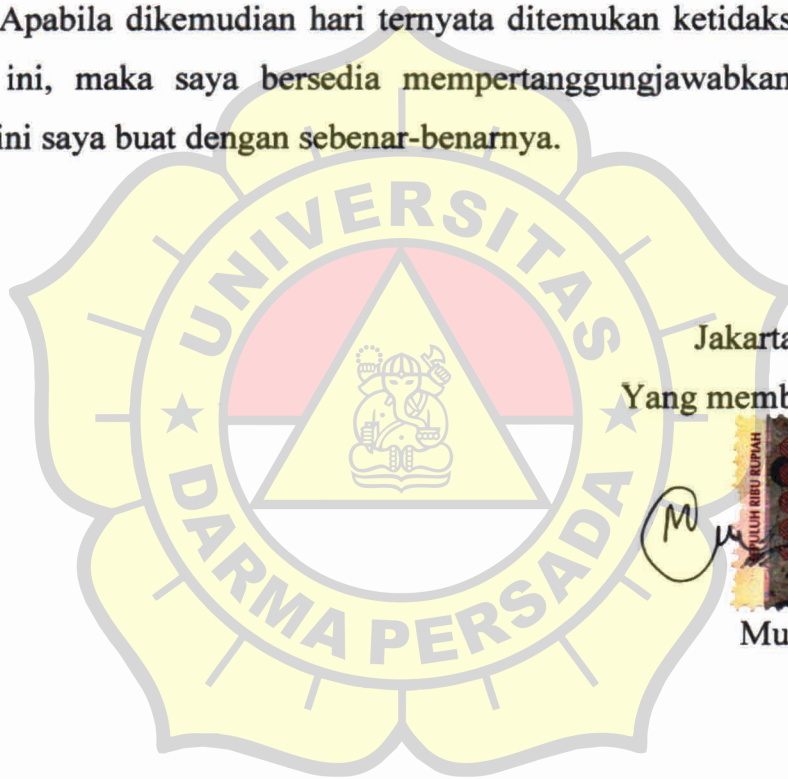 Apabila dikemudian hari ternyata ditemukan ketidaks
ini, maka saya bersedia mempertanggungjawabkan
ini saya buat dengan sebenar-benarnya.
UNIVERSITAS
DARMA PERSADA
Jakarta
Yang memb
PULUH RIBU RUPIAH
Mu